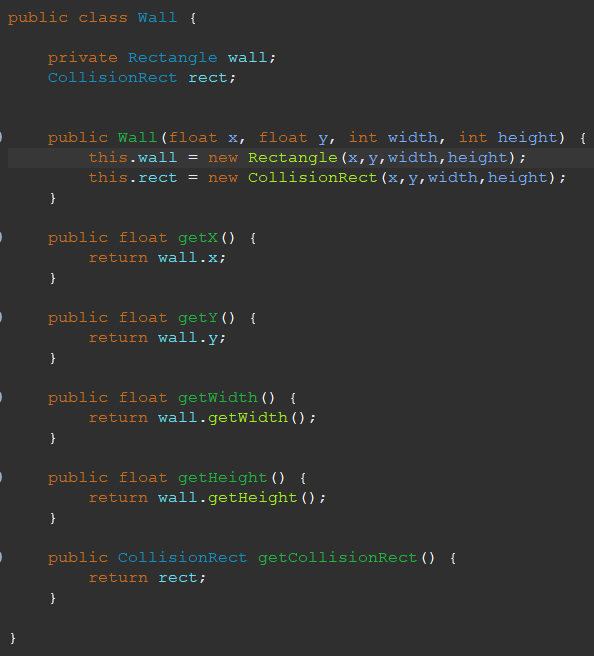 public class Wall {
private Rectangle wall;
CollisionRect rect;
public Wall(float x, float y, int width, int height) {
this.wall = new Rectangle(x,y,width,height);
this.rect = new CollisionRect(x,y,width,height);
}
public float getX() {
return wall.x;
}
public float getY() {
return wall.y;
}
public float getWidth() {
return wall.getWidth();
}
public float getHeight() {
return wall.getHeight();
}
public CollisionRect getCollisionRect() {
return rect;
}
}